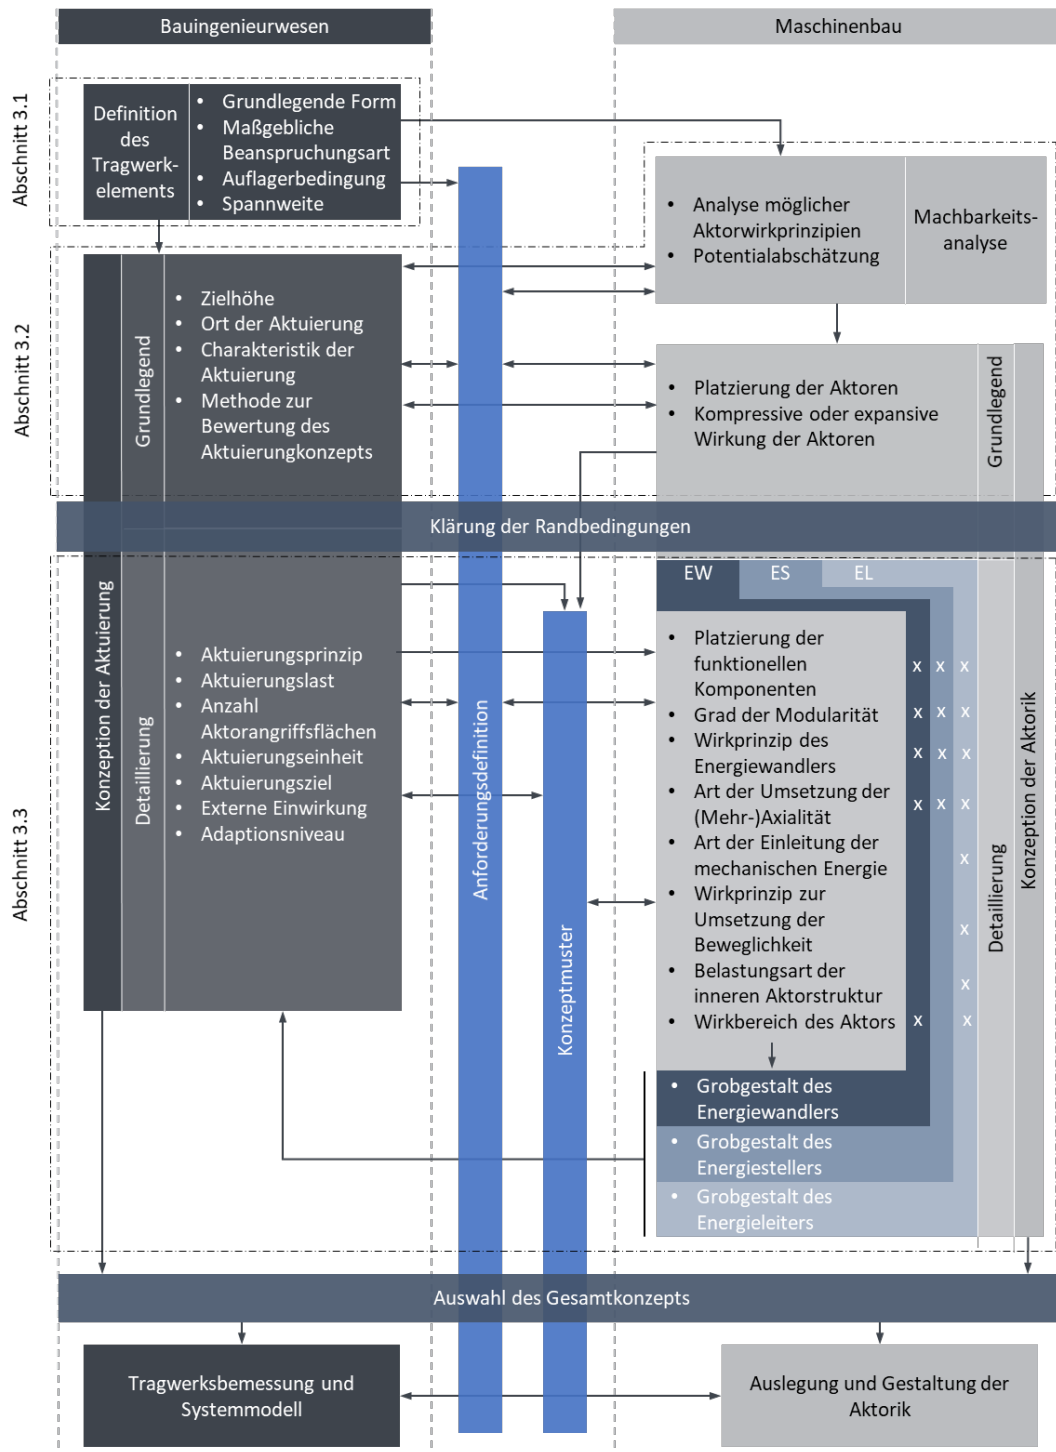 Bauingenieurwesen
Maschinenbau
Abschnitt 3.1
Definition
des
Tragwerk-
elements
• Grundlegende Form
• Maßgebliche
Beanspruchungsart
• Auflagerbedingung
• Spannweite
• Analyse möglicher
Aktorwirkprinzipien
• Potentialabschätzung
Machbarkeits-
analyse
Abschnitt 3.2
Grundlegend
• Zielhöhe
• Ort der Aktuierung
• Charakteristik der
Aktuierung
• Methode zur
Bewertung des
Aktuierungkonzepts
• Platzierung der Aktoren
• Kompressive oder expansive
Wirkung der Aktoren
Grundlegend
Klärung der Randbedingungen
Abschnitt 3.3
Konzeption der Aktuierung
Detaillierung
• Aktuierungsprinzip
• Aktuierungslast
• Anzahl
Aktorangriffsflächen
• Aktuierungseinheit
• Aktuierungsziel
• Externe Einwirkung
• Adaptionsniveau
Anforderungsdefinition
Konzeptmuster
EW ES EL
• Platzierung der
funktionellen
Komponenten x x x
• Grad der Modularität x x x
• Wirkprinzip des
Energiewandlers x x x
• Art der Umsetzung der
(Mehr-)Axialität x x x
• Art der Einleitung der
mechanischen Energie x
• Wirkprinzip zur
Umsetzung der
Beweglichkeit x
• Belastungsart der
inneren Aktorstruktur x
• Wirkbereich des Aktors x x
• Grobgestalt des
Energiewandlers
• Grobgestalt des
Energiestellers
• Grobgestalt des
Energieleiters
Detaillierung
Konzeption der Aktorik
Auswahl des Gesamtkonzepts
Tragwerksbemessung und
Systemmodell
Auslegung und Gestaltung der
Aktorik